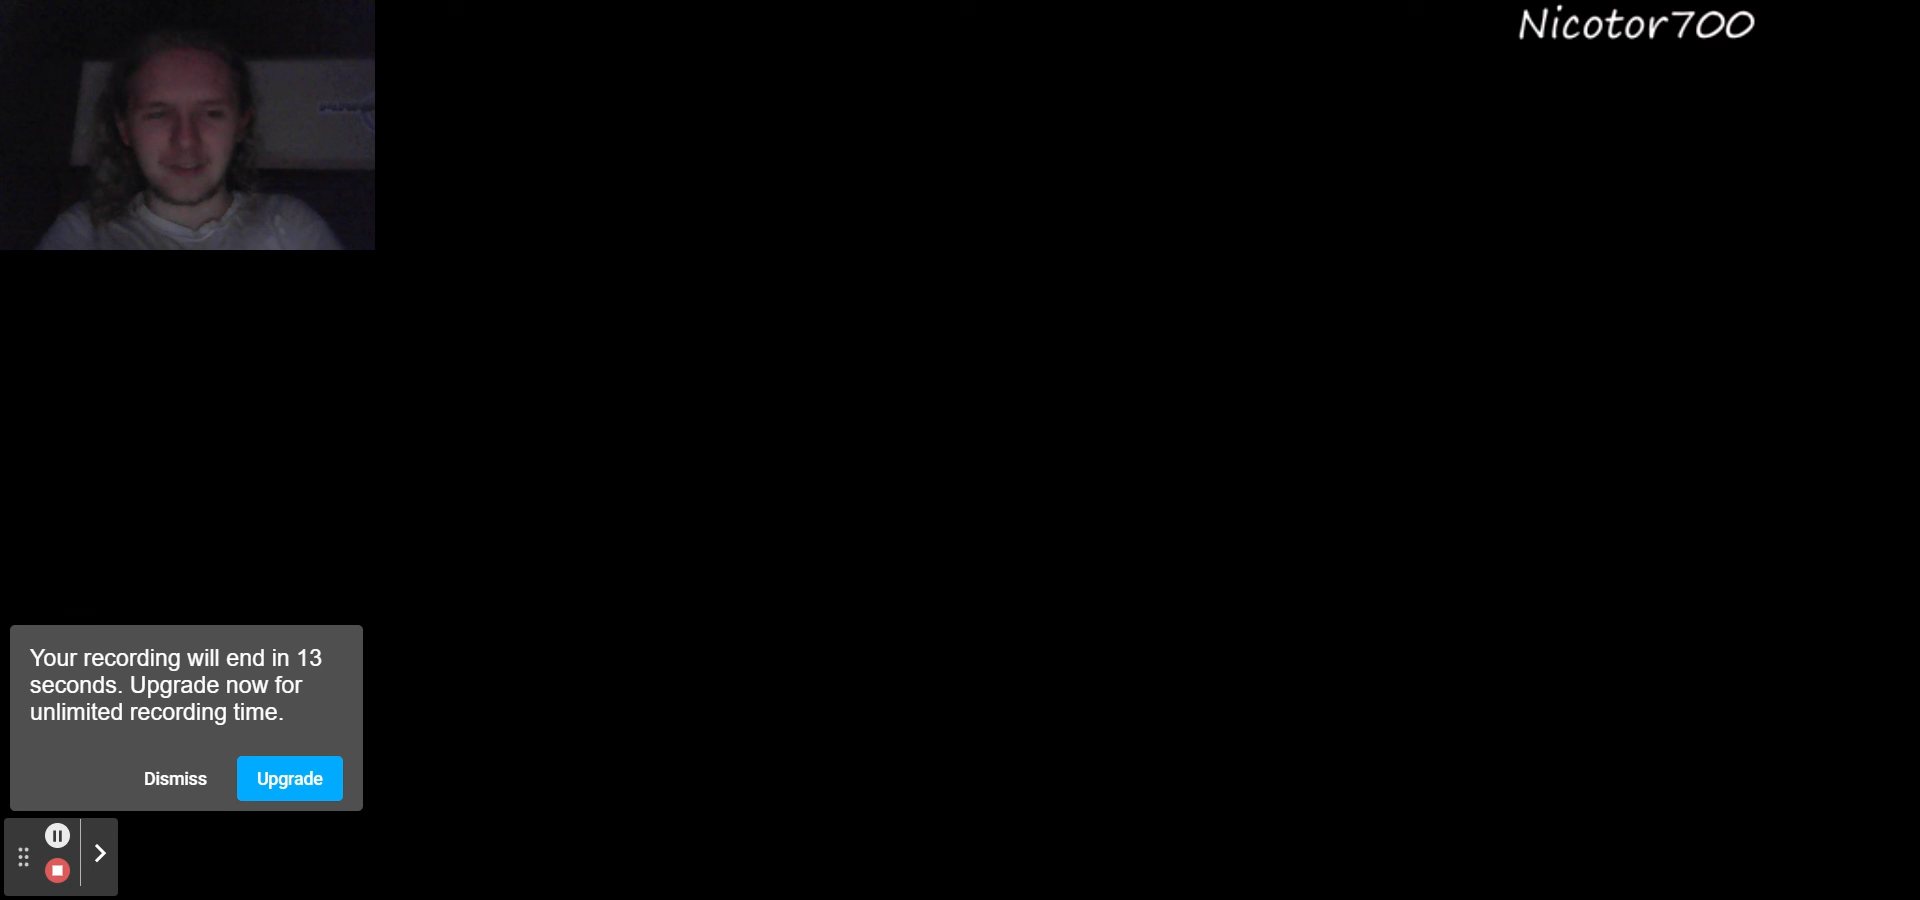 Nicotor700
Your recording will end in 13
seconds. Upgrade now for
unlimited recording time.
Dismiss
Upgrade